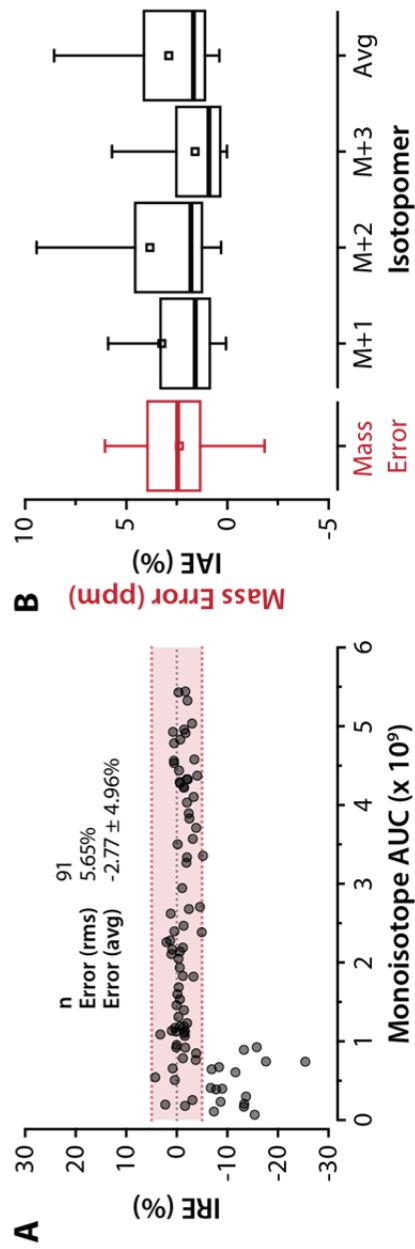 A
IRE (%)
30
20
10
0
-10
-20
-30
n 91
Error (rms) 5.65%
Error (avg) -2.77 ± 4.96%
0 1 2 3 4 5 6
Monoisotope AUC (x 10⁹)
B
Mass Error (ppm)
IAE (%)
10
5
0
-5
Mass Error
M+1 M+2 M+3 Avg
Isotopomer